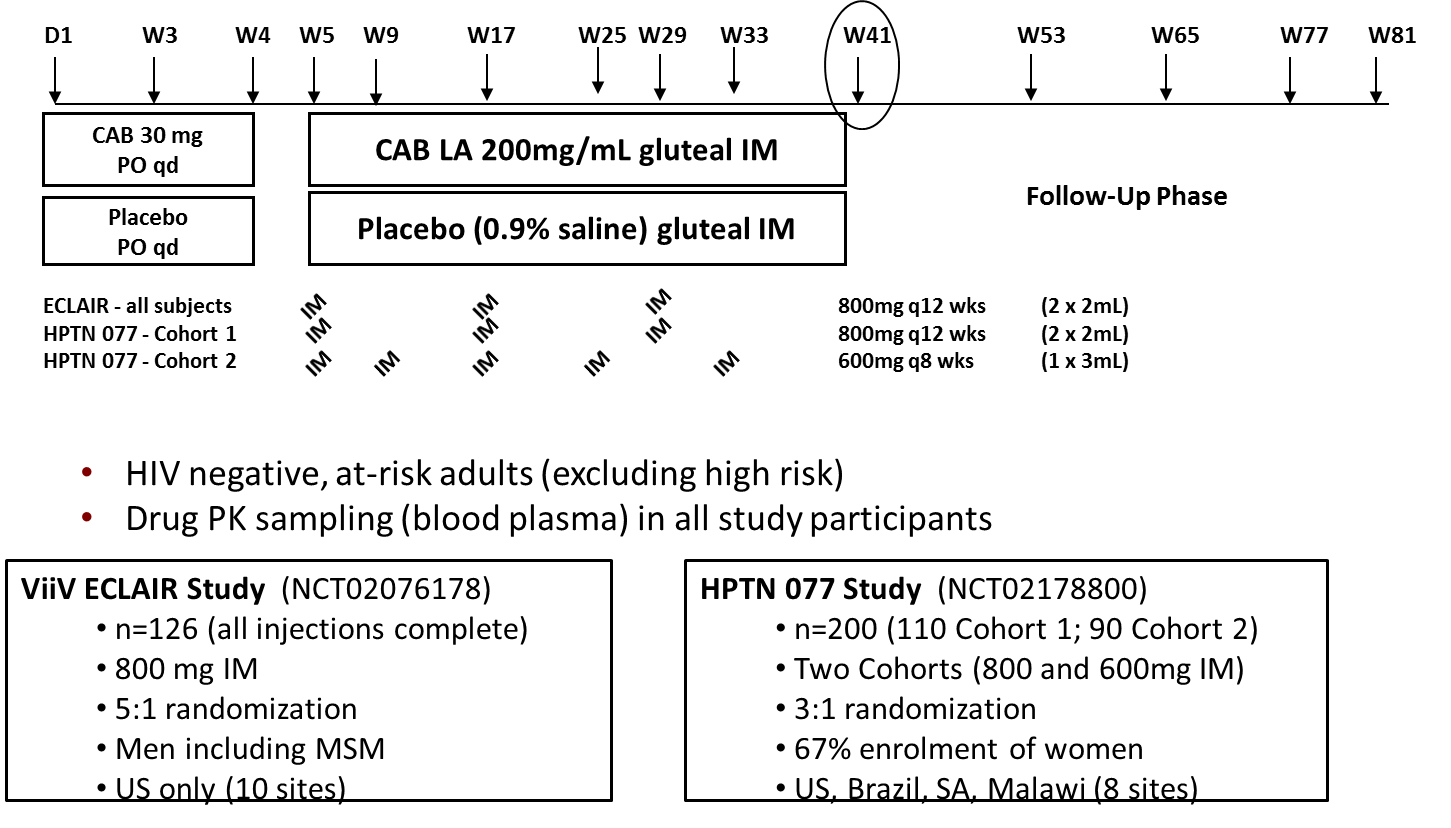 D1 W3 W4 W5 W9 W17 W25 W29 W33 W41 W53 W65 W77 W81
CAB 30 mg
PO qd
CAB LA 200mg/mL gluteal IM
Placebo
PO qd
Placebo (0.9% saline) gluteal IM
Follow-Up Phase
ECLAIR - all subjects IM IM IM 800mg q12 wks (2 x 2mL)
HPTN 077 - Cohort 1 IM IM IM 800mg q12 wks (2 x 2mL)
HPTN 077 - Cohort 2 IM IM IM IM IM 600mg q8 wks (1 x 3mL)
• HIV negative, at-risk adults (excluding high risk)
• Drug PK sampling (blood plasma) in all study participants
ViiV ECLAIR Study (NCT02076178)
• n=126 (all injections complete)
• 800 mg IM
• 5:1 randomization
• Men including MSM
• US only (10 sites)
HPTN 077 Study (NCT02178800)
• n=200 (110 Cohort 1; 90 Cohort 2)
• Two Cohorts (800 and 600mg IM)
• 3:1 randomization
• 67% enrolment of women
• US, Brazil, SA, Malawi (8 sites)